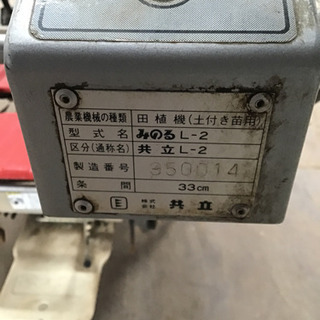 農業機械の種類 田植機(土付き苗用)
型式名 みのるL-2
区分(通称名) 共立L-2
製造番号 350014
条間 33cm
E 株式会社 共立